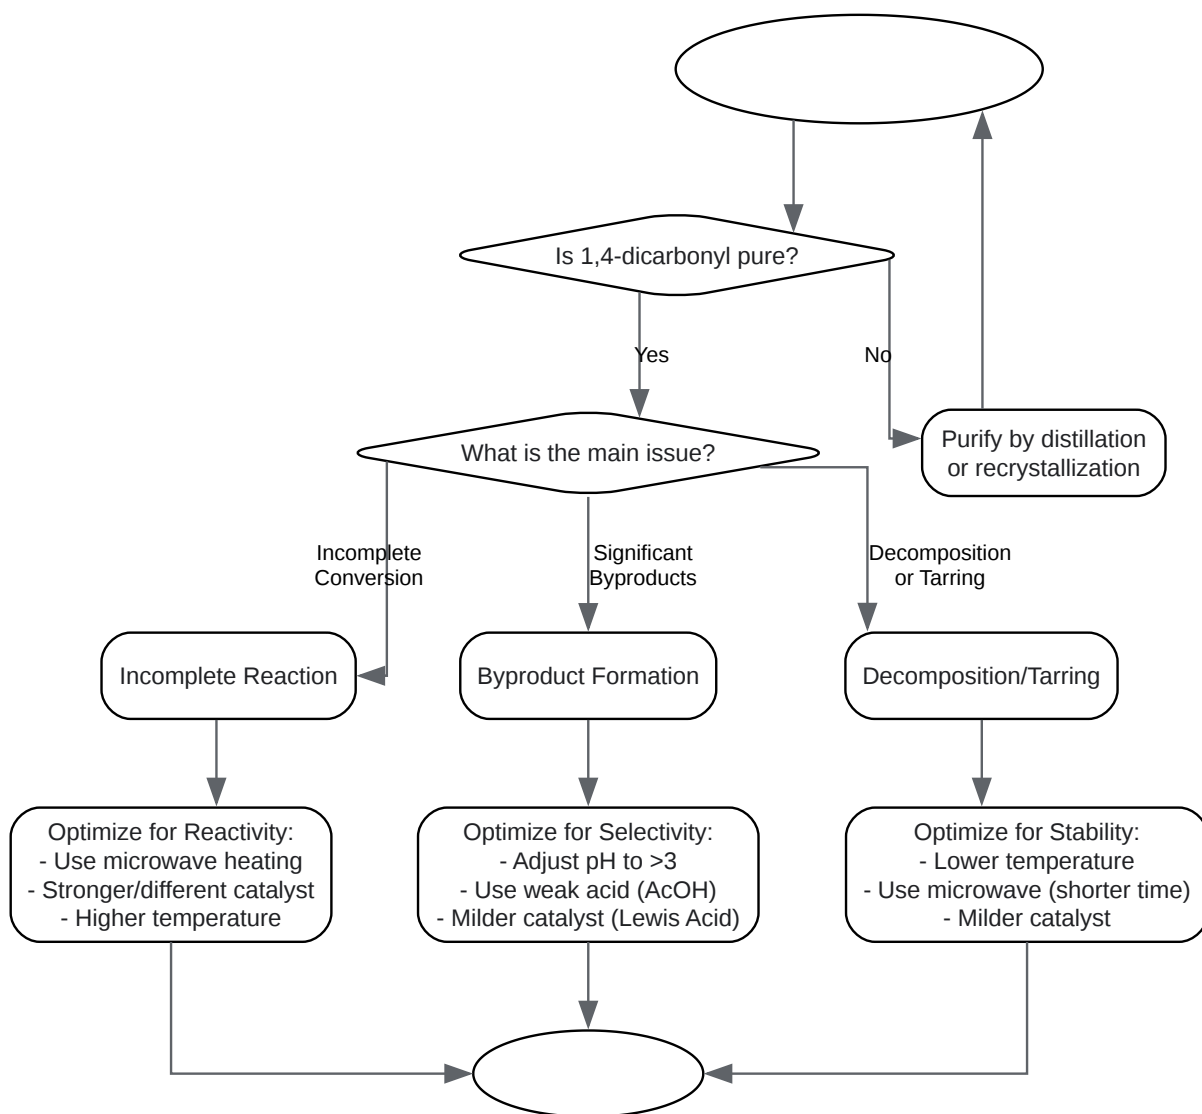 Is 1,4-dicarbonyl pure?
Yes
No
What is the main issue?
Purify by distillation
or recrystallization
Incomplete
Conversion
Significant
Byproducts
Decomposition
or Tarring
Incomplete Reaction
Byproduct Formation
Decomposition/Tarring
Optimize for Reactivity:
- Use microwave heating
- Stronger/different catalyst
- Higher temperature
Optimize for Selectivity:
- Adjust pH to >3
- Use weak acid (AcOH)
- Milder catalyst (Lewis Acid)
Optimize for Stability:
- Lower temperature
- Use microwave (shorter time)
- Milder catalyst